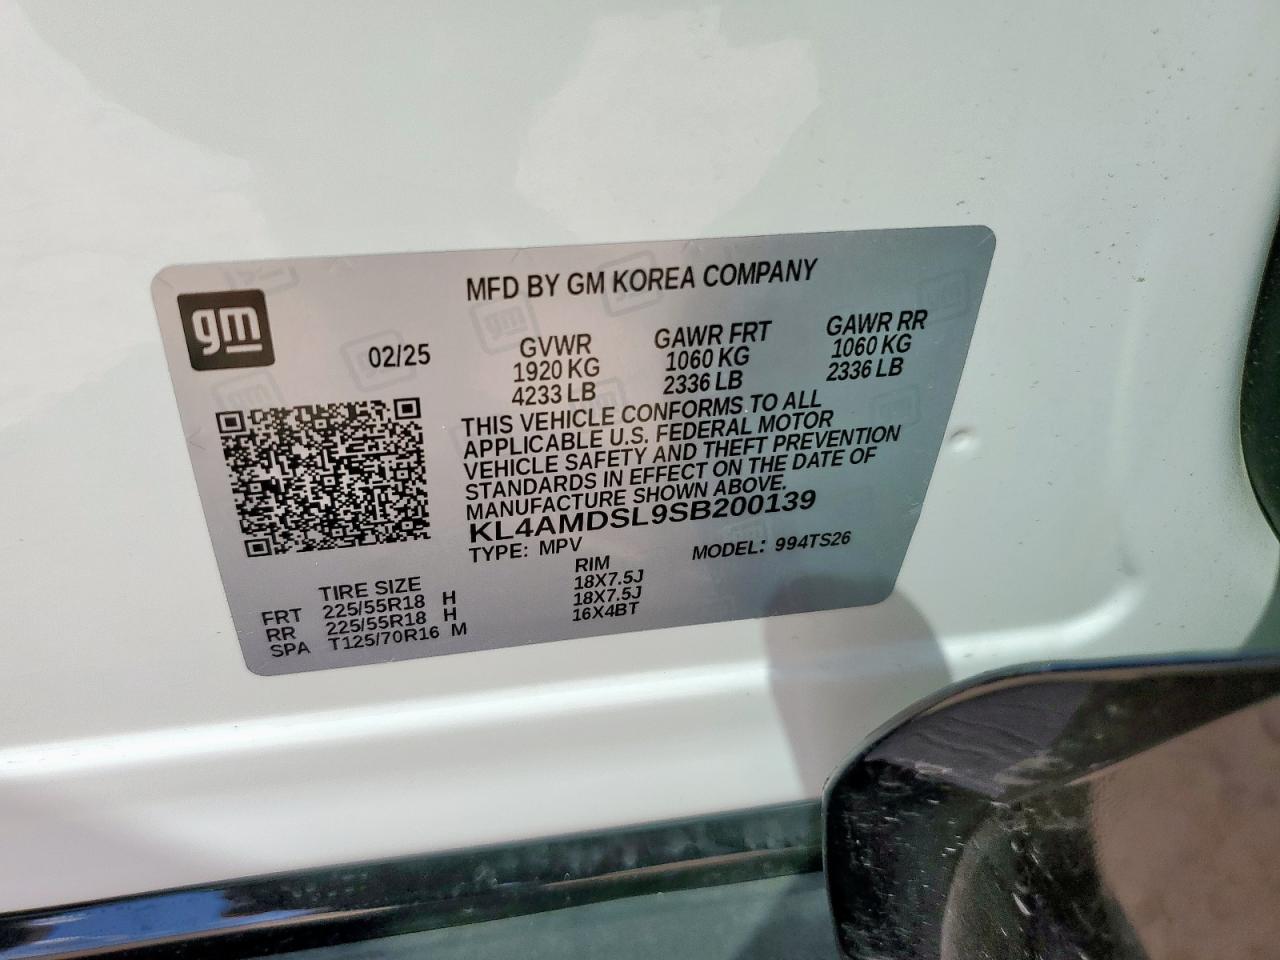 gm
MFD BY GM KOREA COMPANY
02/25
GVWR
1920 KG
4233 LB
GAWR FRT
1060 KG
2336 LB
GAWR RR
1060 KG
2336 LB
THIS VEHICLE CONFORMS TO ALL
APPLICABLE U.S. FEDERAL MOTOR
VEHICLE SAFETY AND THEFT PREVENTION
STANDARDS IN EFFECT ON THE DATE OF
MANUFACTURE SHOWN ABOVE.
KL4AMDSL9SB200139
TYPE: MPV
MODEL: 994TS26
TIRE SIZE RIM
FRT 225/55R18 H 18X7.5J
RR 225/55R18 H 18X7.5J
SPA T125/70R16 M 16X4BT